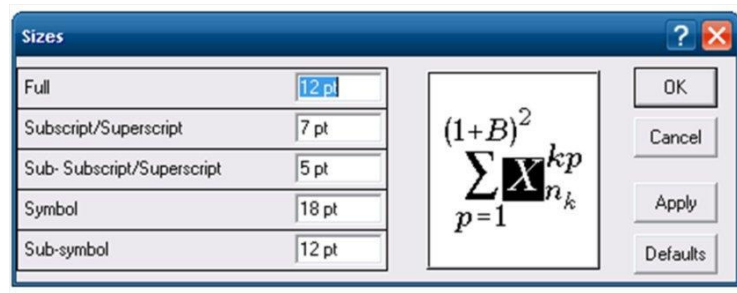 Sizes
Full 12 pt
Subscript/Superscript 7 pt
Sub- Subscript/Superscript 5 pt
Symbol 18 pt
Sub-symbol 12 pt
(1+B)²
∑ X kp
n k
p=1
OK
Cancel
Apply
Defaults